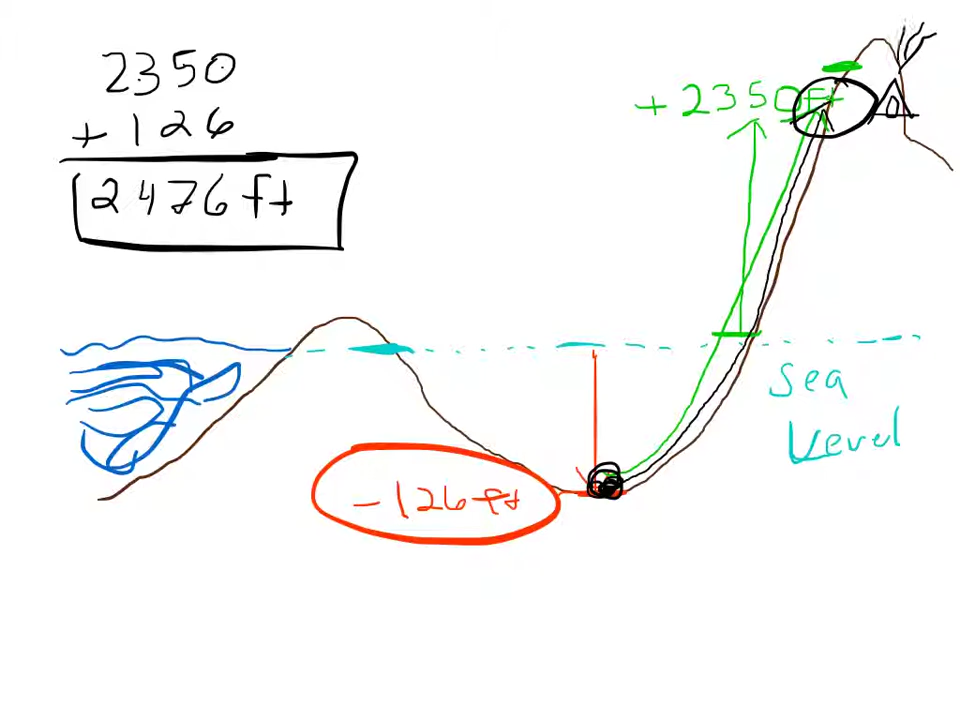 2350
+ 126
2476 ft
+ 2350ft
Sea
Level
- 126 ft